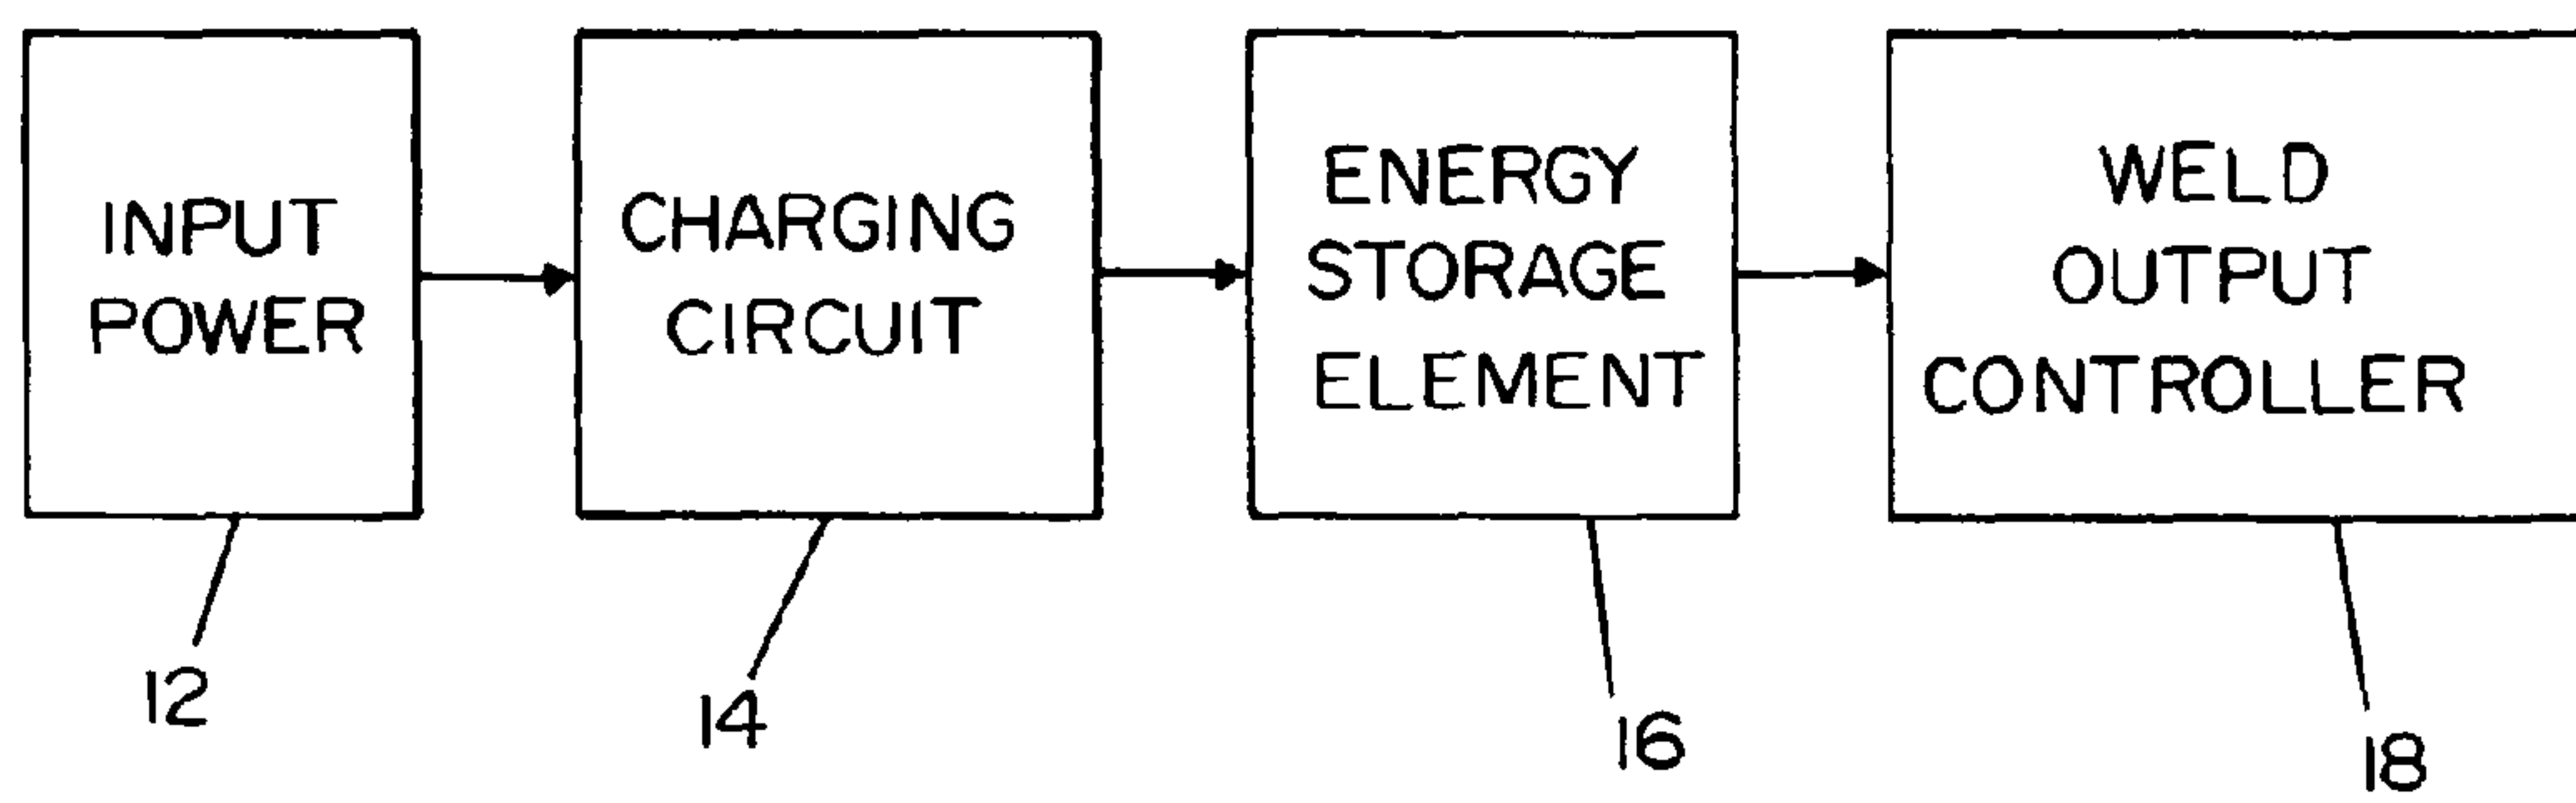 INPUT
POWER
CHARGING
CIRCUIT
ENERGY
STORAGE
ELEMENT
WELD
OUTPUT
CONTROLLER
12
14
16
18